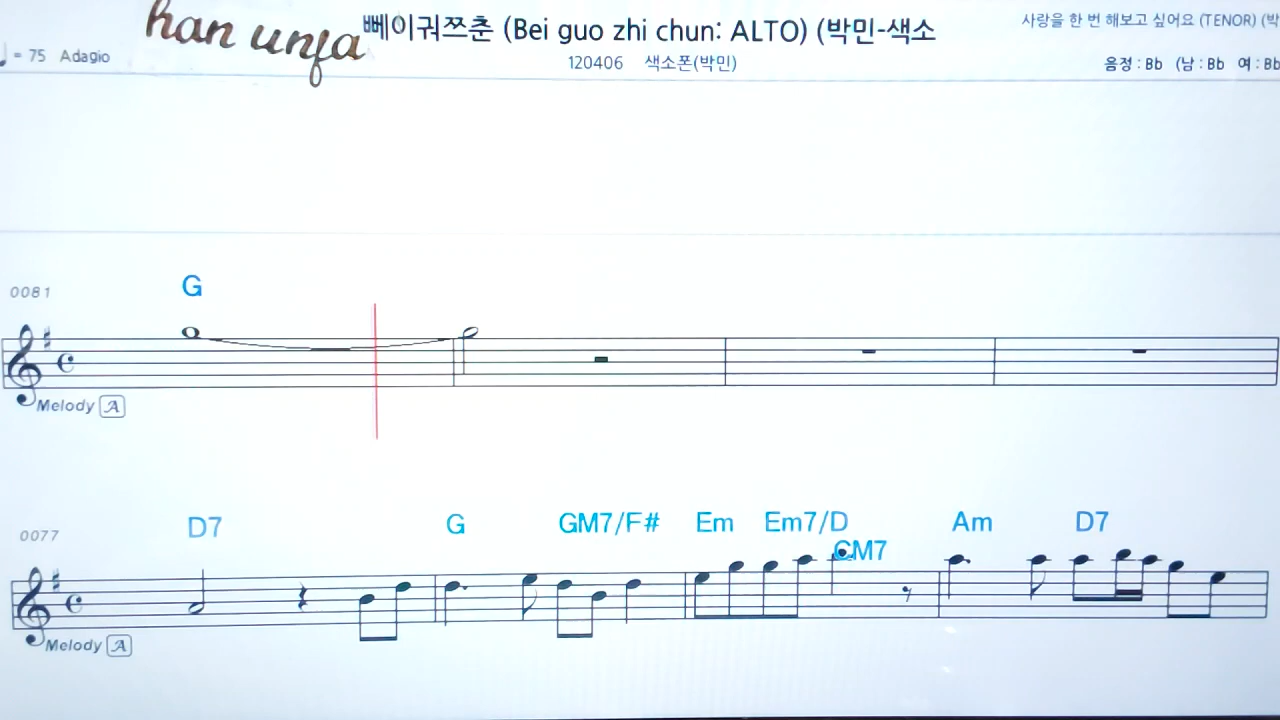 han unja
뻬이궈쯔춘 (Bei guo zhi chun: ALTO) (박민-색소
사랑을 한 번 해보고 싶어요 (TENOR) (박
= 75 Adagio
120406 색소폰(박민)
음정 : Bb (남 : Bb 여 : Bb
0081
G
Melody A
0077
D7 G GM7/F# Em Em7/D CM7 Am D7
Melody A